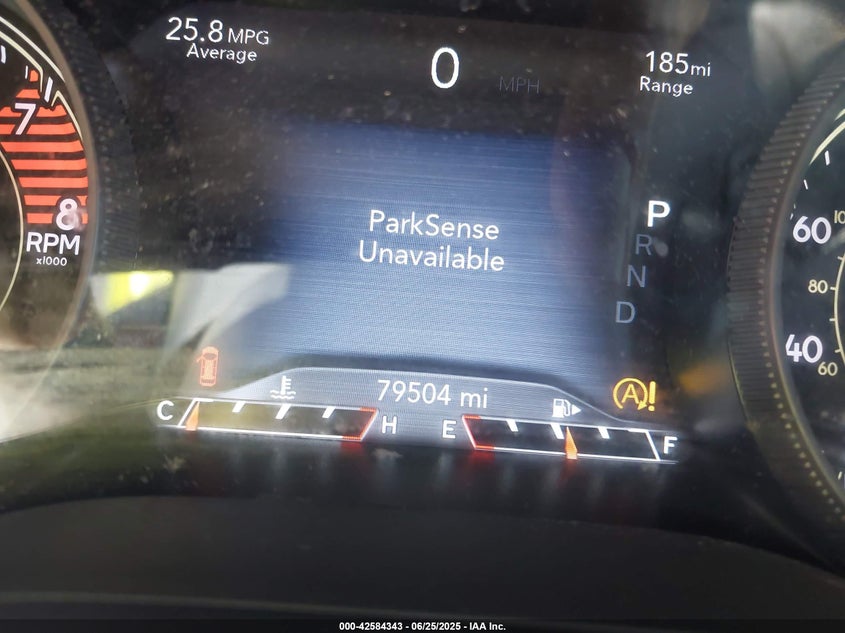 25.8 MPG
Average
0 MPH
185mi
Range
7
8
RPM
x1000
ParkSense
Unavailable
P
R
N
D
60
80
40
60
79504 mi
A!
C
H
E
F
000-42584343 - 06/25/2025 - IAA Inc.